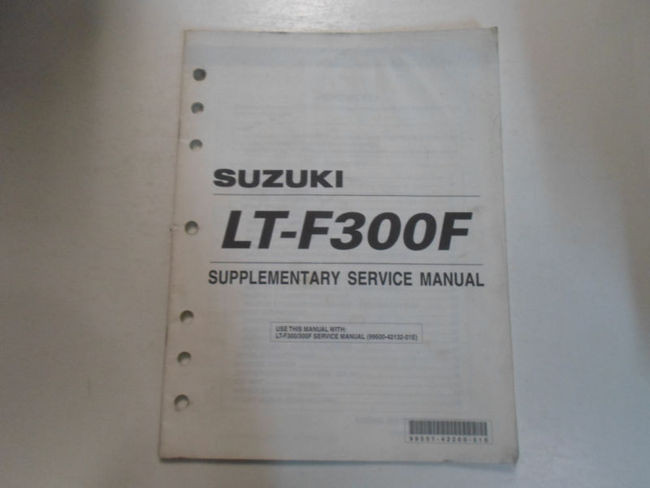 SUZUKI
LT-F300F
SUPPLEMENTARY SERVICE MANUAL
USE THIS MANUAL WITH:
LT-F300/300F SERVICE MANUAL (99500-42132-01E)